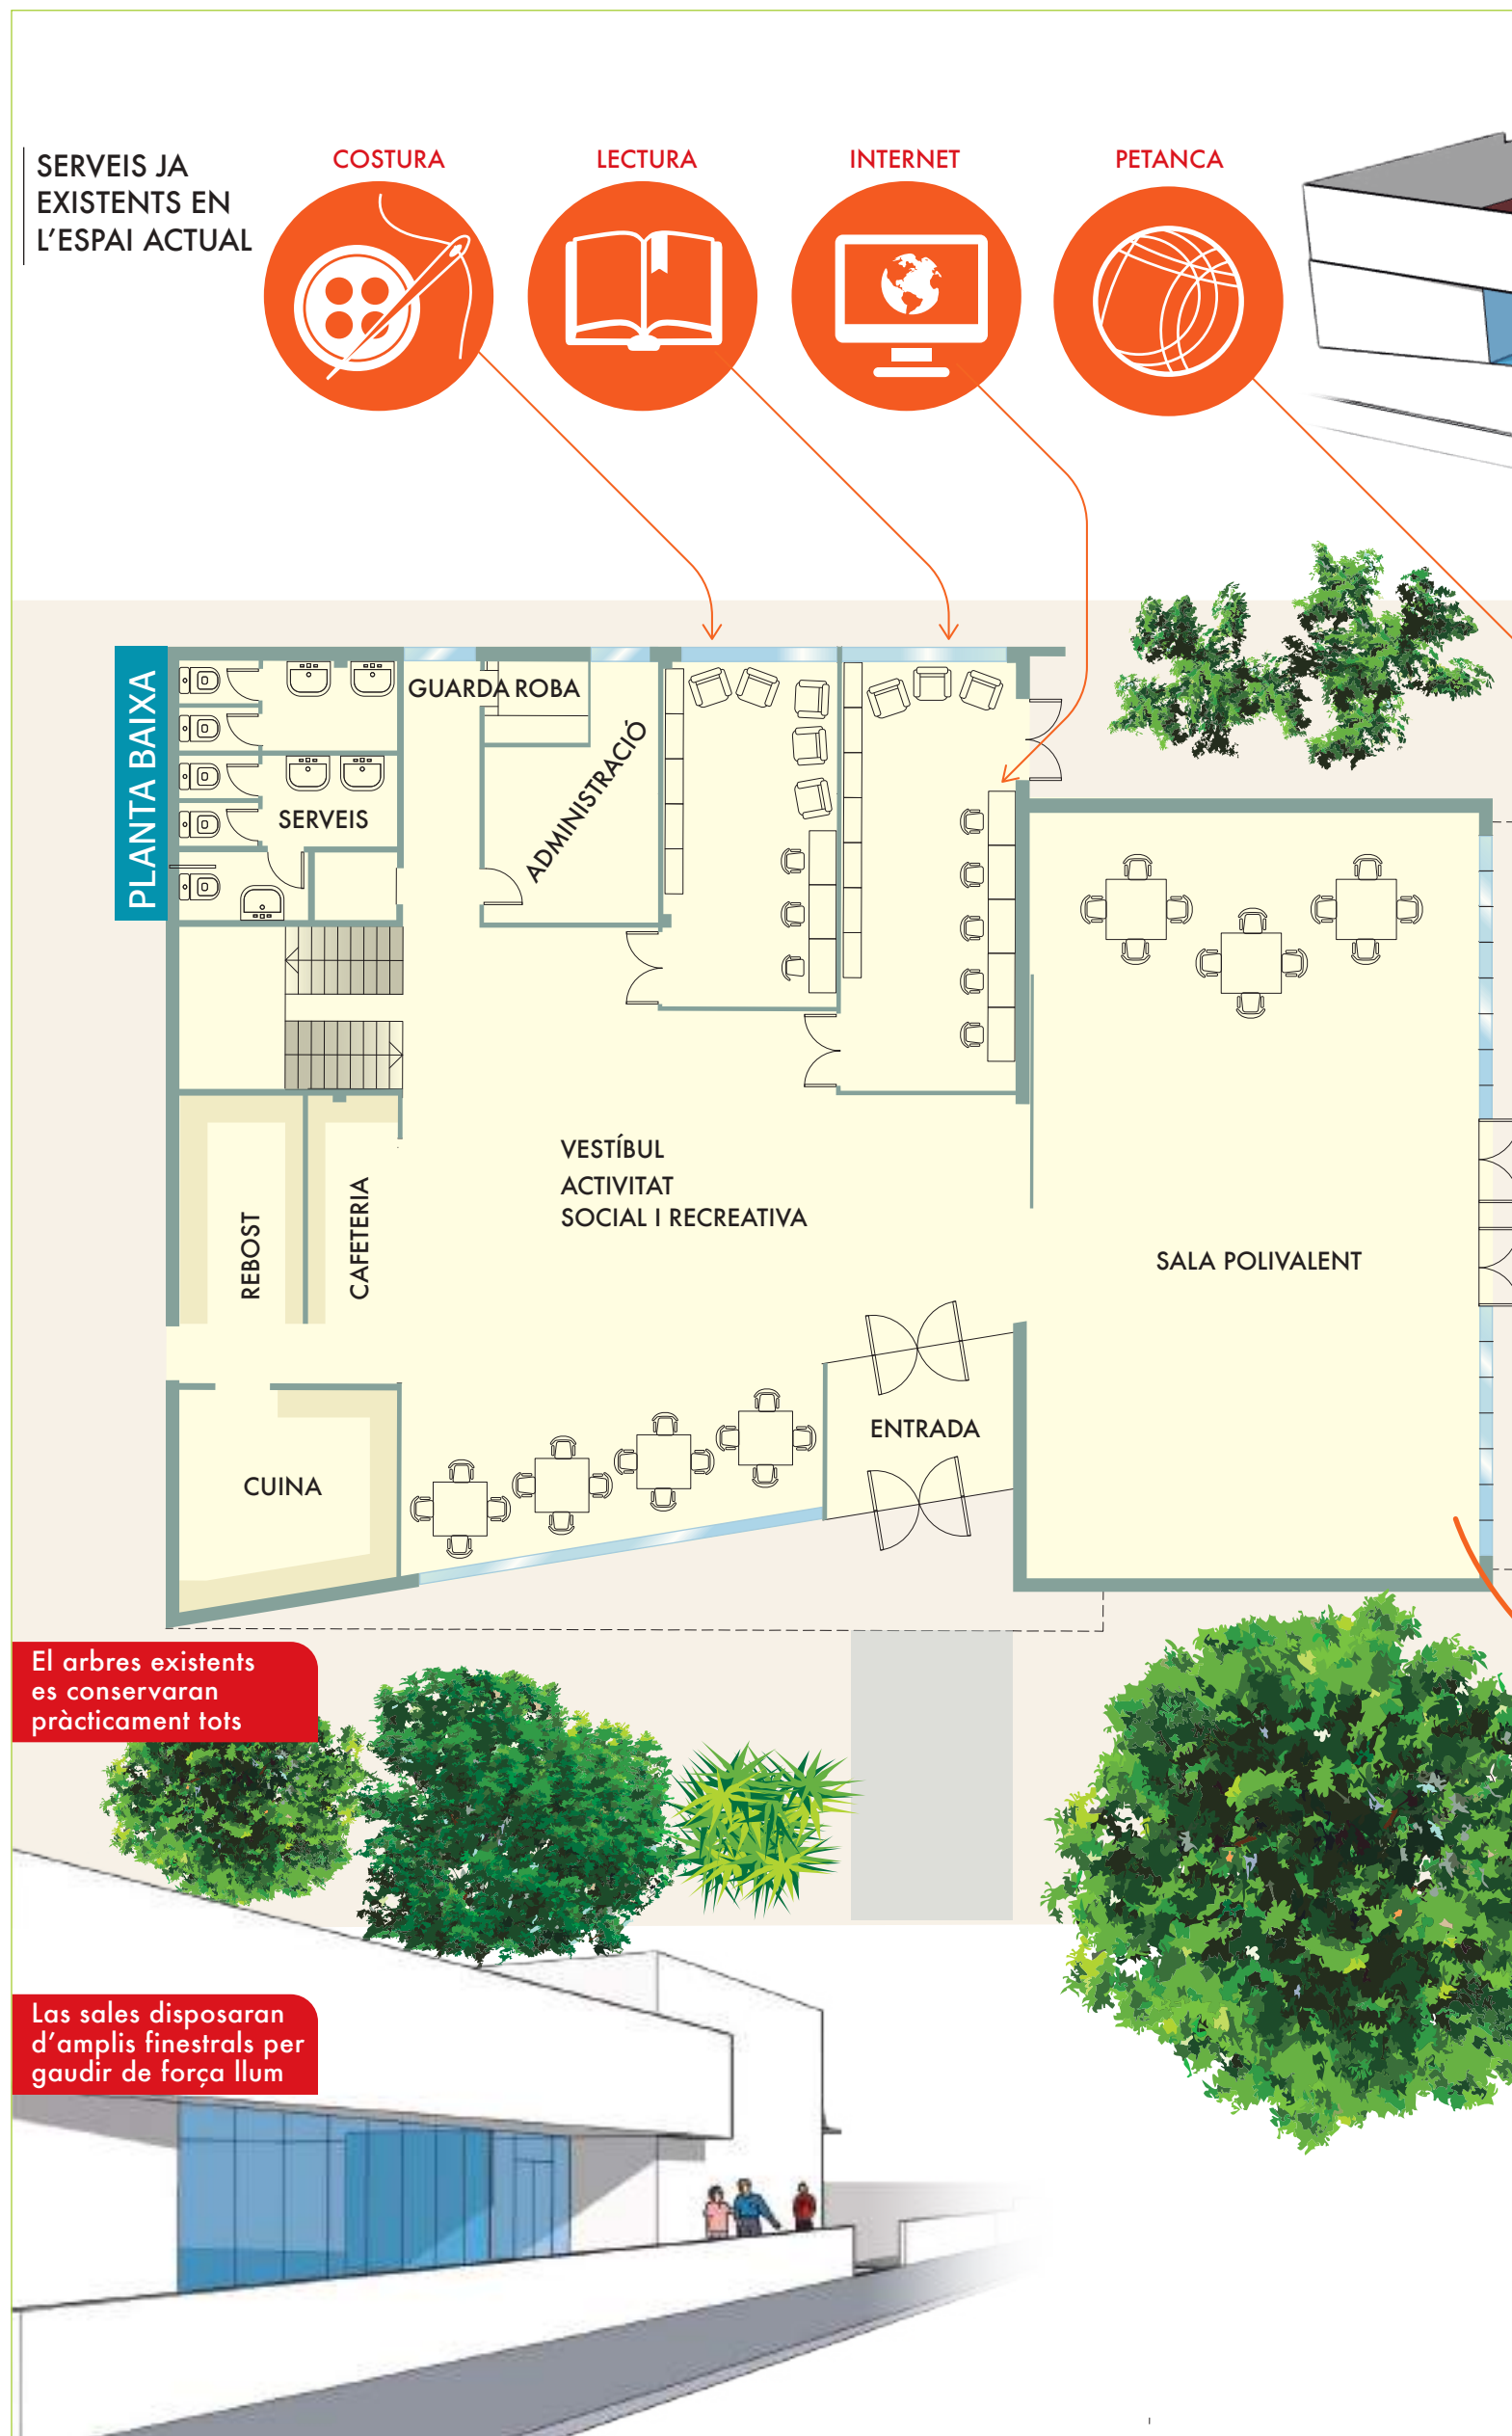 SERVEIS JA
EXISTENTS EN
L’ESPAI ACTUAL
COSTURA
LECTURA
INTERNET
PETANCA
PLANTA BAIXA
GUARDA ROBA
ADMINISTRACIÓ
SERVEIS
VESTÍBUL
ACTIVITAT
SOCIAL I RECREATIVA
REBOST
CAFETERIA
SALA POLIVALENT
ENTRADA
CUINA
El arbres existents
es conservaran
pràcticament tots
Las sales disposaran
d’amplis finestrals per
gaudir de força llum